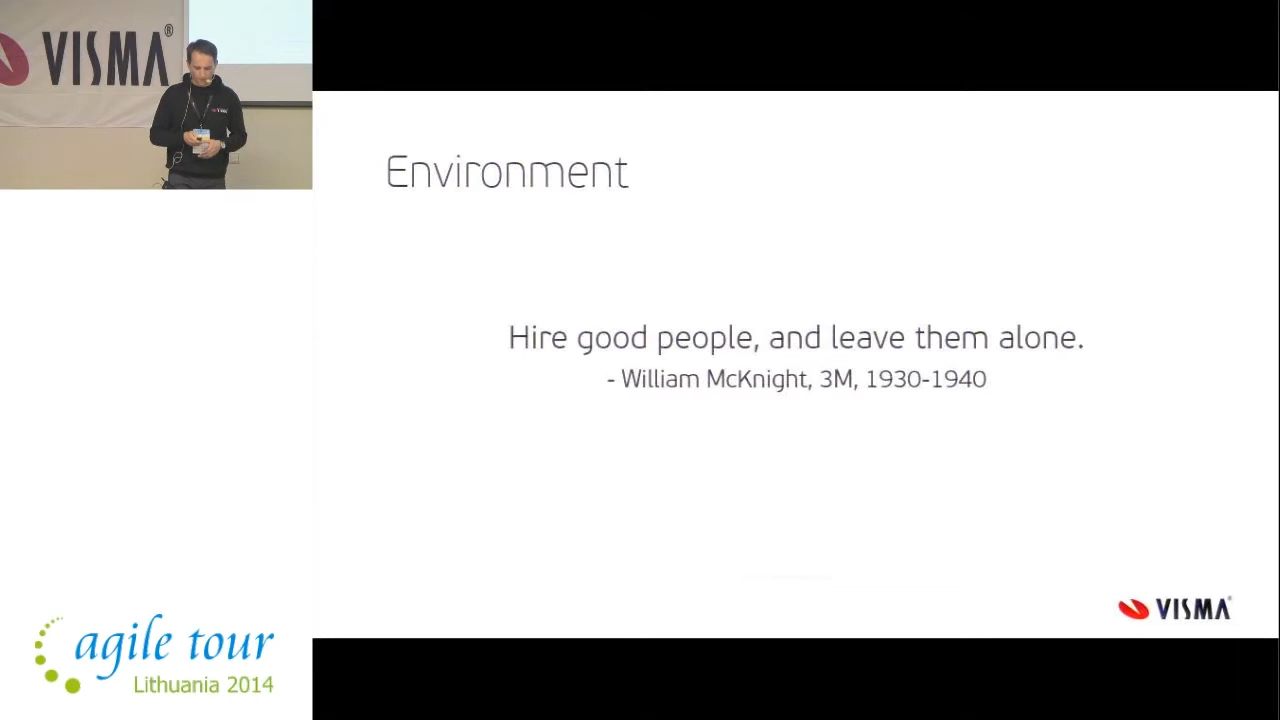 VISMA®
Environment
Hire good people, and leave them alone.
- William McKnight, 3M, 1930-1940
VISMA®
agile tour
Lithuania 2014